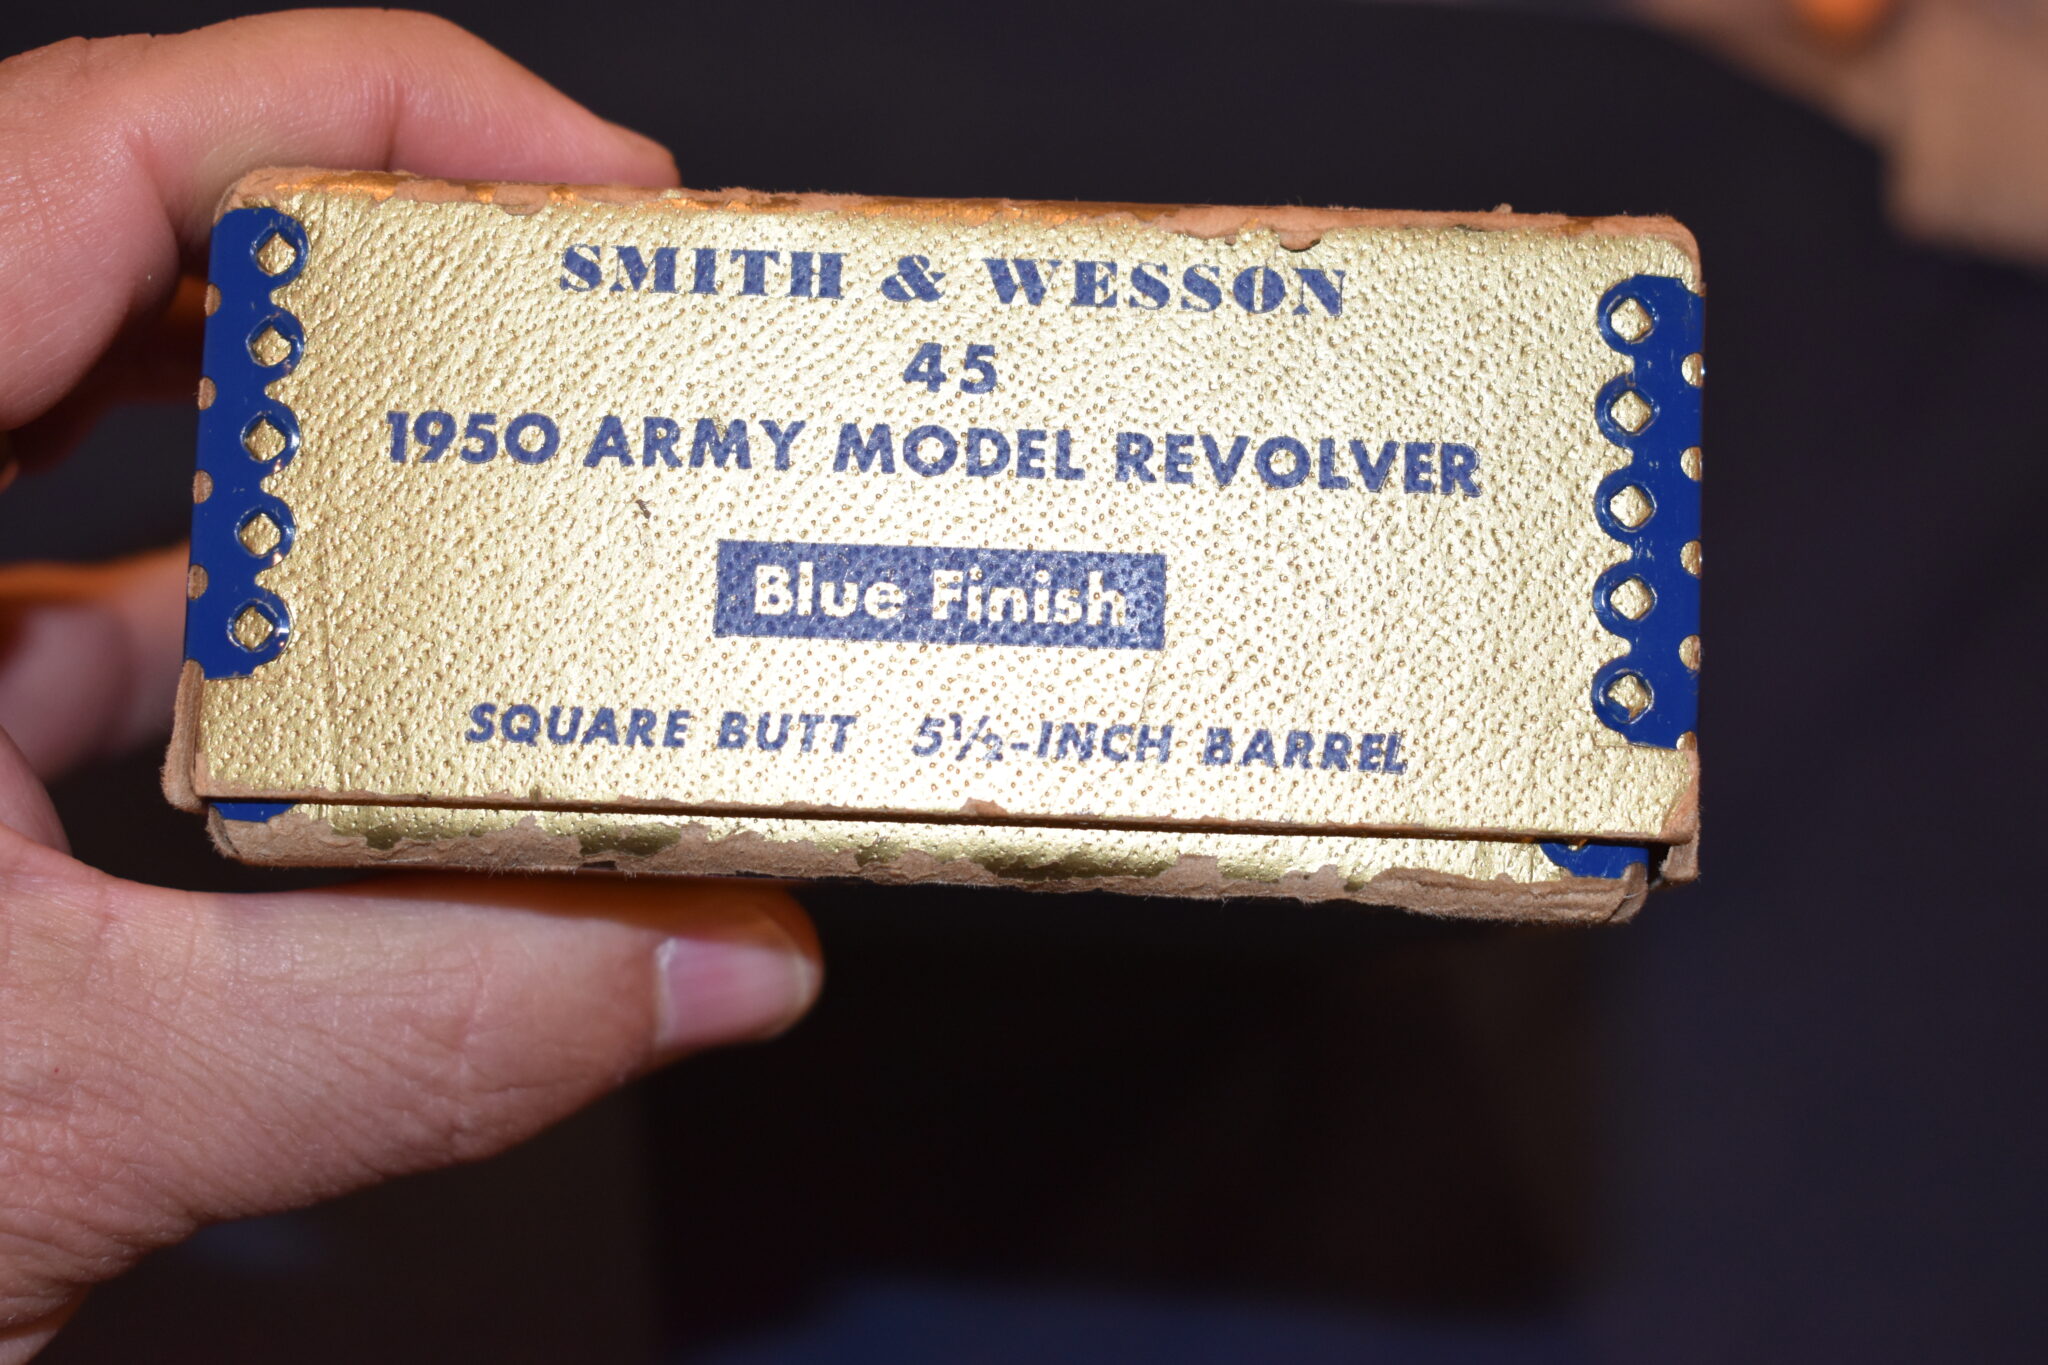 SMITH & WESSON
45
1950 ARMY MODEL REVOLVER
Blue Finish
SQUARE BUTT 5½-INCH BARREL